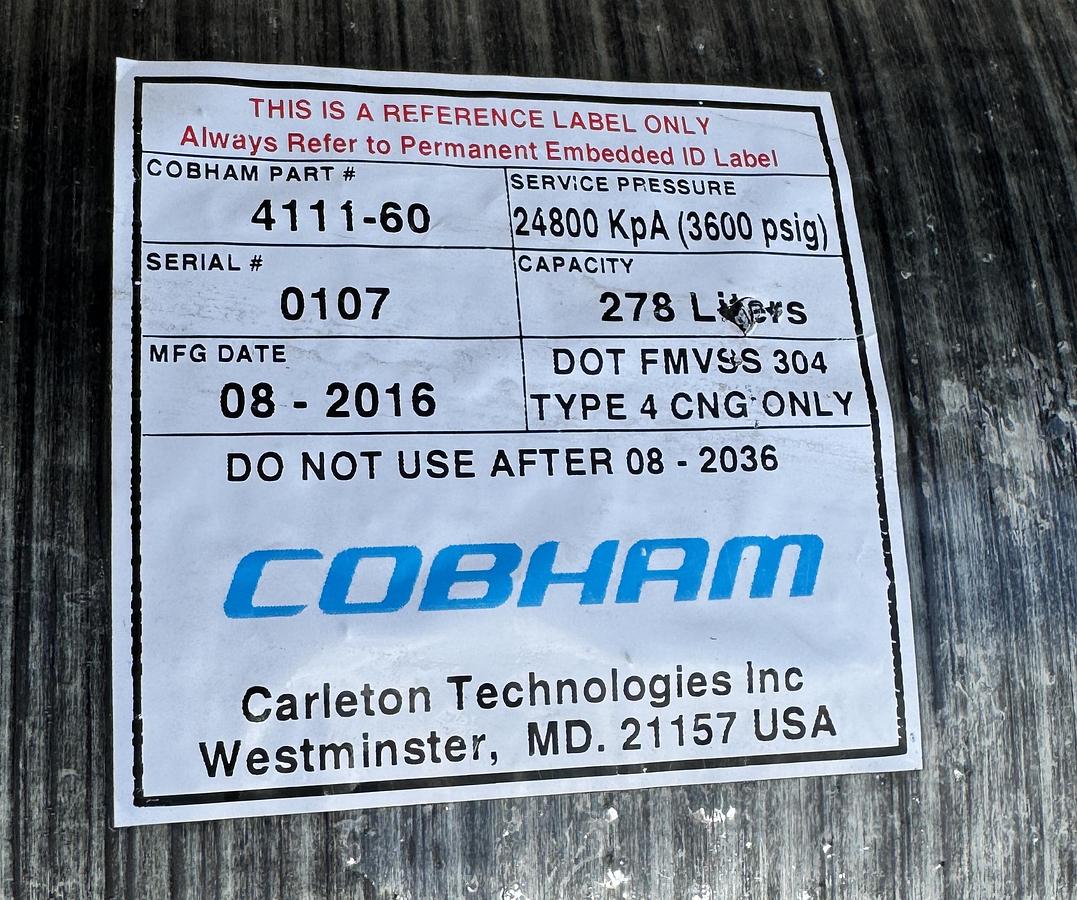 THIS IS A REFERENCE LABEL ONLY
Always Refer to Permanent Embedded ID Label
COBHAM PART #
4111-60
SERVICE PRESSURE
24800 KpA (3600 psig)
SERIAL #
0107
CAPACITY
278 Liters
MFG DATE
08 - 2016
DOT FMVSS 304
TYPE 4 CNG ONLY
DO NOT USE AFTER 08 - 2036
COBHAM
Carleton Technologies Inc
Westminster, MD. 21157 USA